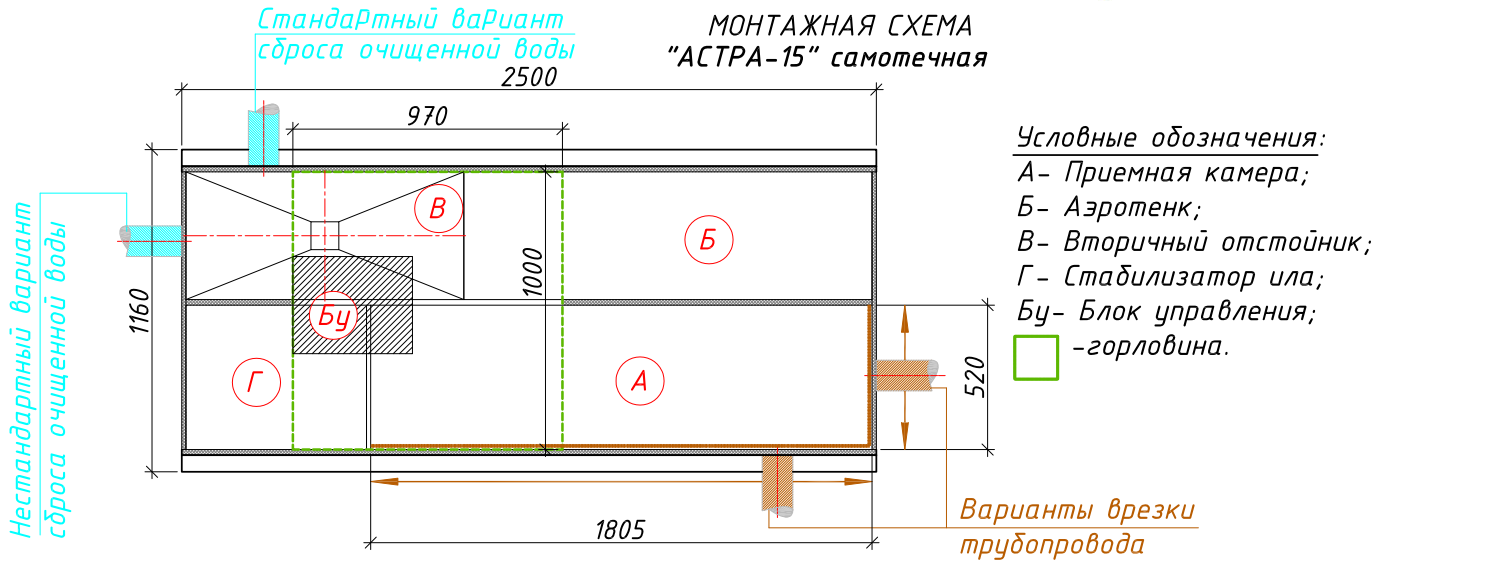 Стандартный вариант
сброса очищенной воды
МОНТАЖНАЯ СХЕМА
"АСТРА-15" самотечная
2500
970
1160
1000
520
1805
В
Б
Бу
Г
А
Нестандартный вариант
сброса очищенной воды
Условные обозначения:
А- Приемная камера;
Б- Аэротенк;
В- Вторичный отстойник;
Г- Стабилизатор ила;
Бу- Блок управления;
-горловина.
Варианты врезки
трубопровода